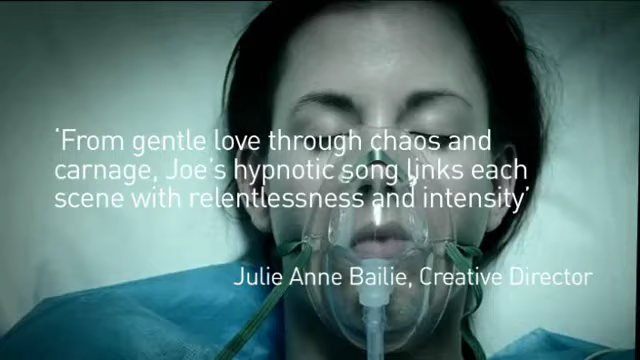 ‘From gentle love through chaos and
carnage, Joe’s hypnotic song links each
scene with relentlessness and intensity’
Julie Anne Bailie, Creative Director